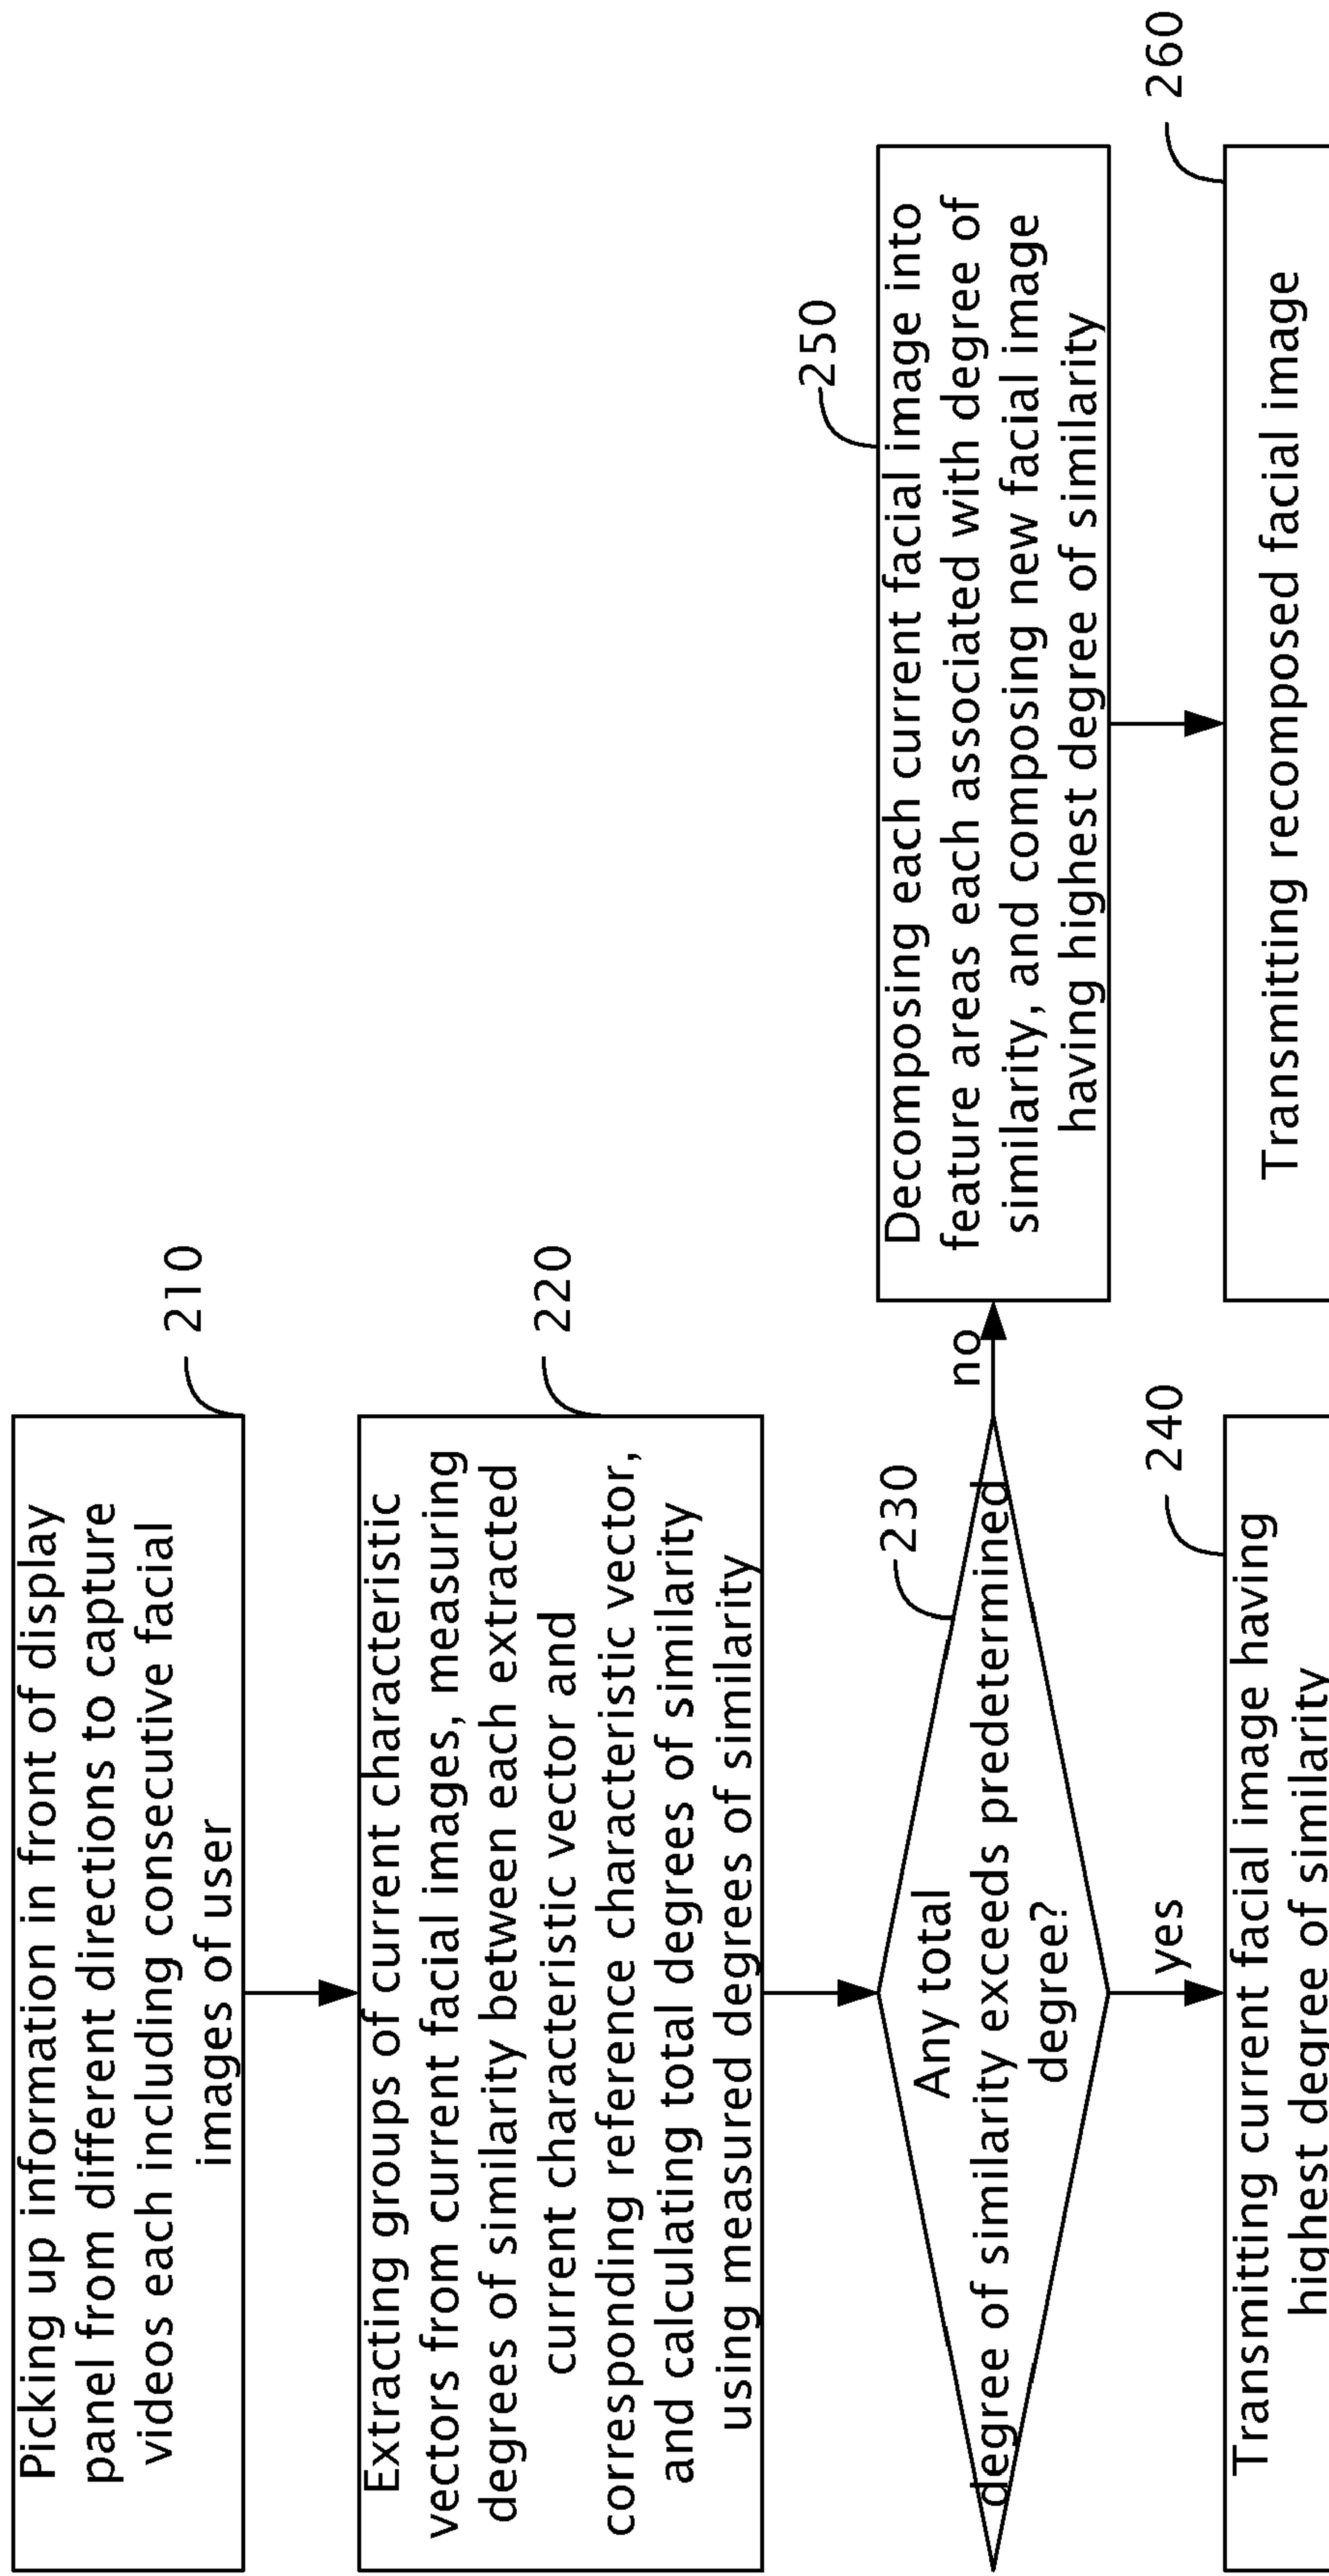 Picking up information in front of display
panel from different directions to capture
videos each including consecutive facial
images of user
210
Extracting groups of current characteristic
vectors from current facial images, measuring
degrees of similarity between each extracted
current characteristic vector and
corresponding reference characteristic vector,
and calculating total degrees of similarity
using measured degrees of similarity
220
Any total
degree of similarity exceeds predetermined
degree?
230
no
yes
Decomposing each current facial image into
feature areas each associated with degree of
similarity, and composing new facial image
having highest degree of similarity
250
Transmitting current facial image having
highest degree of similarity
240
Transmitting recomposed facial image
260